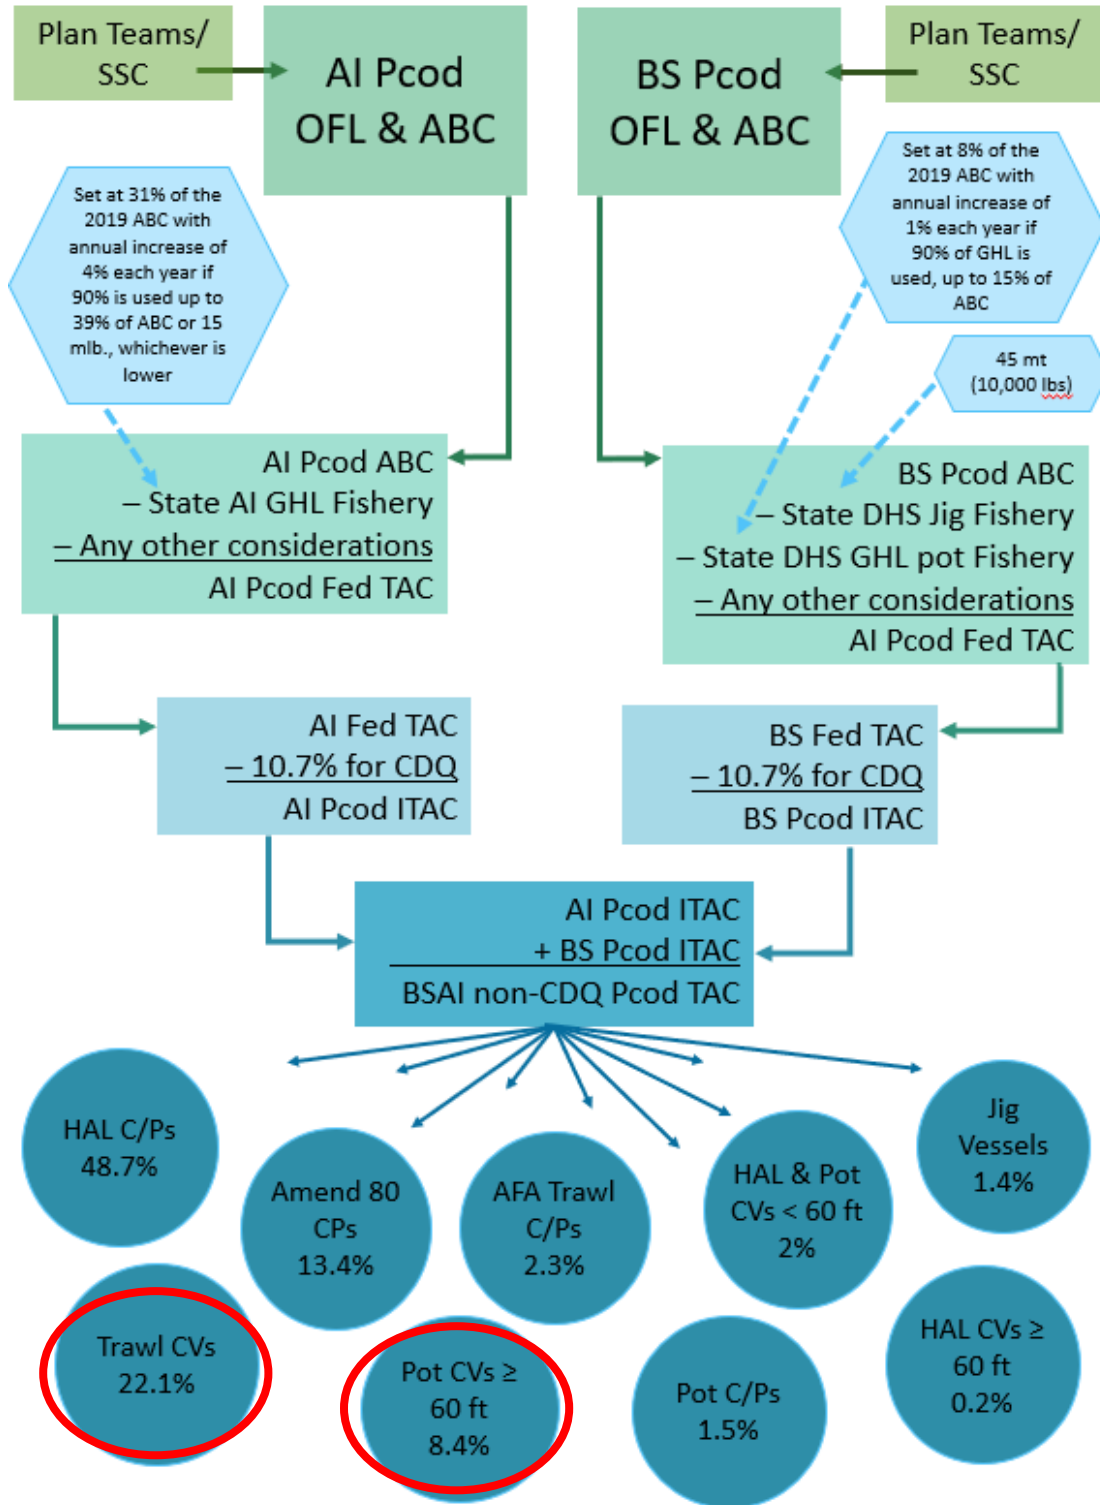 Plan Teams/
SSC
AI Pcod
OFL & ABC
BS Pcod
OFL & ABC
Plan Teams/
SSC
Set at 31% of the
2019 ABC with
annual increase of
4% each year if
90% is used up to
39% of ABC or 15
mlb., whichever is
lower
Set at 8% of the
2019 ABC with
annual increase of
1% each year if
90% of GHL is
used, up to 15% of
ABC
45 mt
(10,000 lbs)
AI Pcod ABC
– State AI GHL Fishery
– Any other considerations
AI Pcod Fed TAC
BS Pcod ABC
– State DHS Jig Fishery
– State DHS GHL pot Fishery
– Any other considerations
AI Pcod Fed TAC
AI Fed TAC
– 10.7% for CDQ
AI Pcod ITAC
BS Fed TAC
– 10.7% for CDQ
BS Pcod ITAC
AI Pcod ITAC
+ BS Pcod ITAC
BSAI non-CDQ Pcod TAC
HAL C/Ps
48.7%
Amend 80
CPs
13.4%
AFA Trawl
C/Ps
2.3%
HAL & Pot
CVs < 60 ft
2%
Jig
Vessels
1.4%
Trawl CVs
22.1%
Pot CVs ≥
60 ft
8.4%
Pot C/Ps
1.5%
HAL CVs ≥
60 ft
0.2%